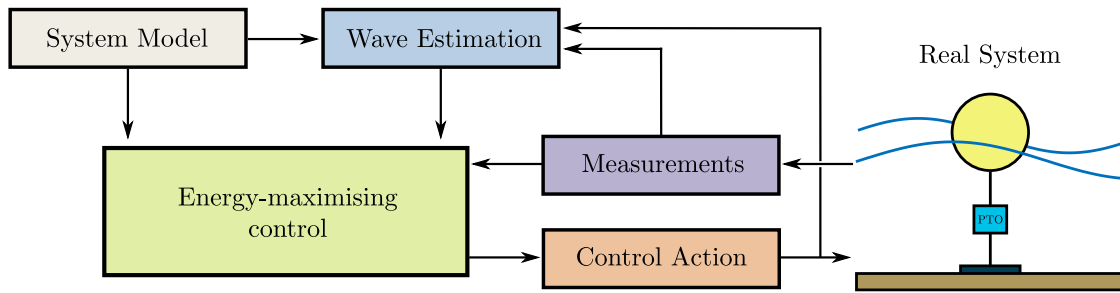 System Model
Wave Estimation
Real System
Measurements
Energy-maximising
control
PTO
Control Action